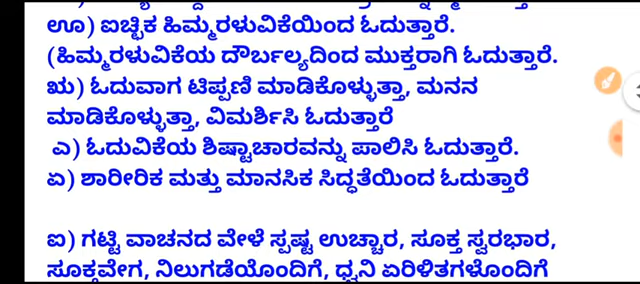 ಊ) ಐಚ್ಛಿಕ ಹಿಮ್ಮರಳುವಿಕೆಯಿಂದ ಓದುತ್ತಾರೆ.
(ಹಿಮ್ಮರಳುವಿಕೆಯ ದೌರ್ಬಲ್ಯದಿಂದ ಮುಕ್ತರಾಗಿ ಓದುತ್ತಾರೆ.
ಋ) ಓದುವಾಗ ಟಿಪ್ಪಣಿ ಮಾಡಿಕೊಳ್ಳುತ್ತಾ, ಮನನ
ಮಾಡಿಕೊಳ್ಳುತ್ತಾ, ವಿಮರ್ಶಿಸಿ ಓದುತ್ತಾರೆ
ಎ) ಓದುವಿಕೆಯ ಶಿಷ್ಟಾಚಾರವನ್ನು ಪಾಲಿಸಿ ಓದುತ್ತಾರೆ.
ಏ) ಶಾರೀರಿಕ ಮತ್ತು ಮಾನಸಿಕ ಸಿದ್ಧತೆಯಿಂದ ಓದುತ್ತಾರೆ
ಐ) ಗಟ್ಟಿ ವಾಚನದ ವೇಳೆ ಸ್ಪಷ್ಟ ಉಚ್ಚಾರ, ಸೂಕ್ತ ಸ್ವರಭಾರ,
ಸೂಕ್ತವೇಗ, ನಿಲುಗಡೆಯೊಂದಿಗೆ, ಧ್ವನಿ ಏರಿಳಿತಗಳೊಂದಿಗೆ